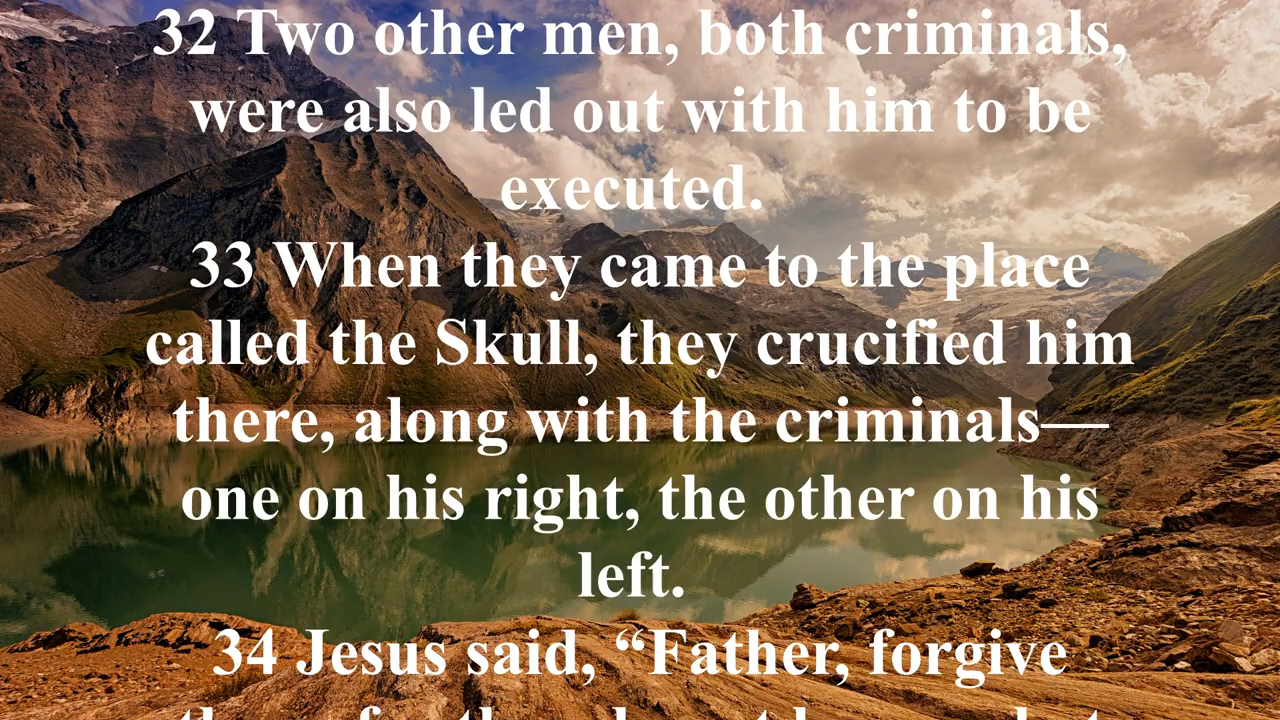 32 Two other men, both criminals,
were also led out with him to be
executed.
33 When they came to the place
called the Skull, they crucified him
there, along with the criminals—
one on his right, the other on his
left.
34 Jesus said, “Father, forgive